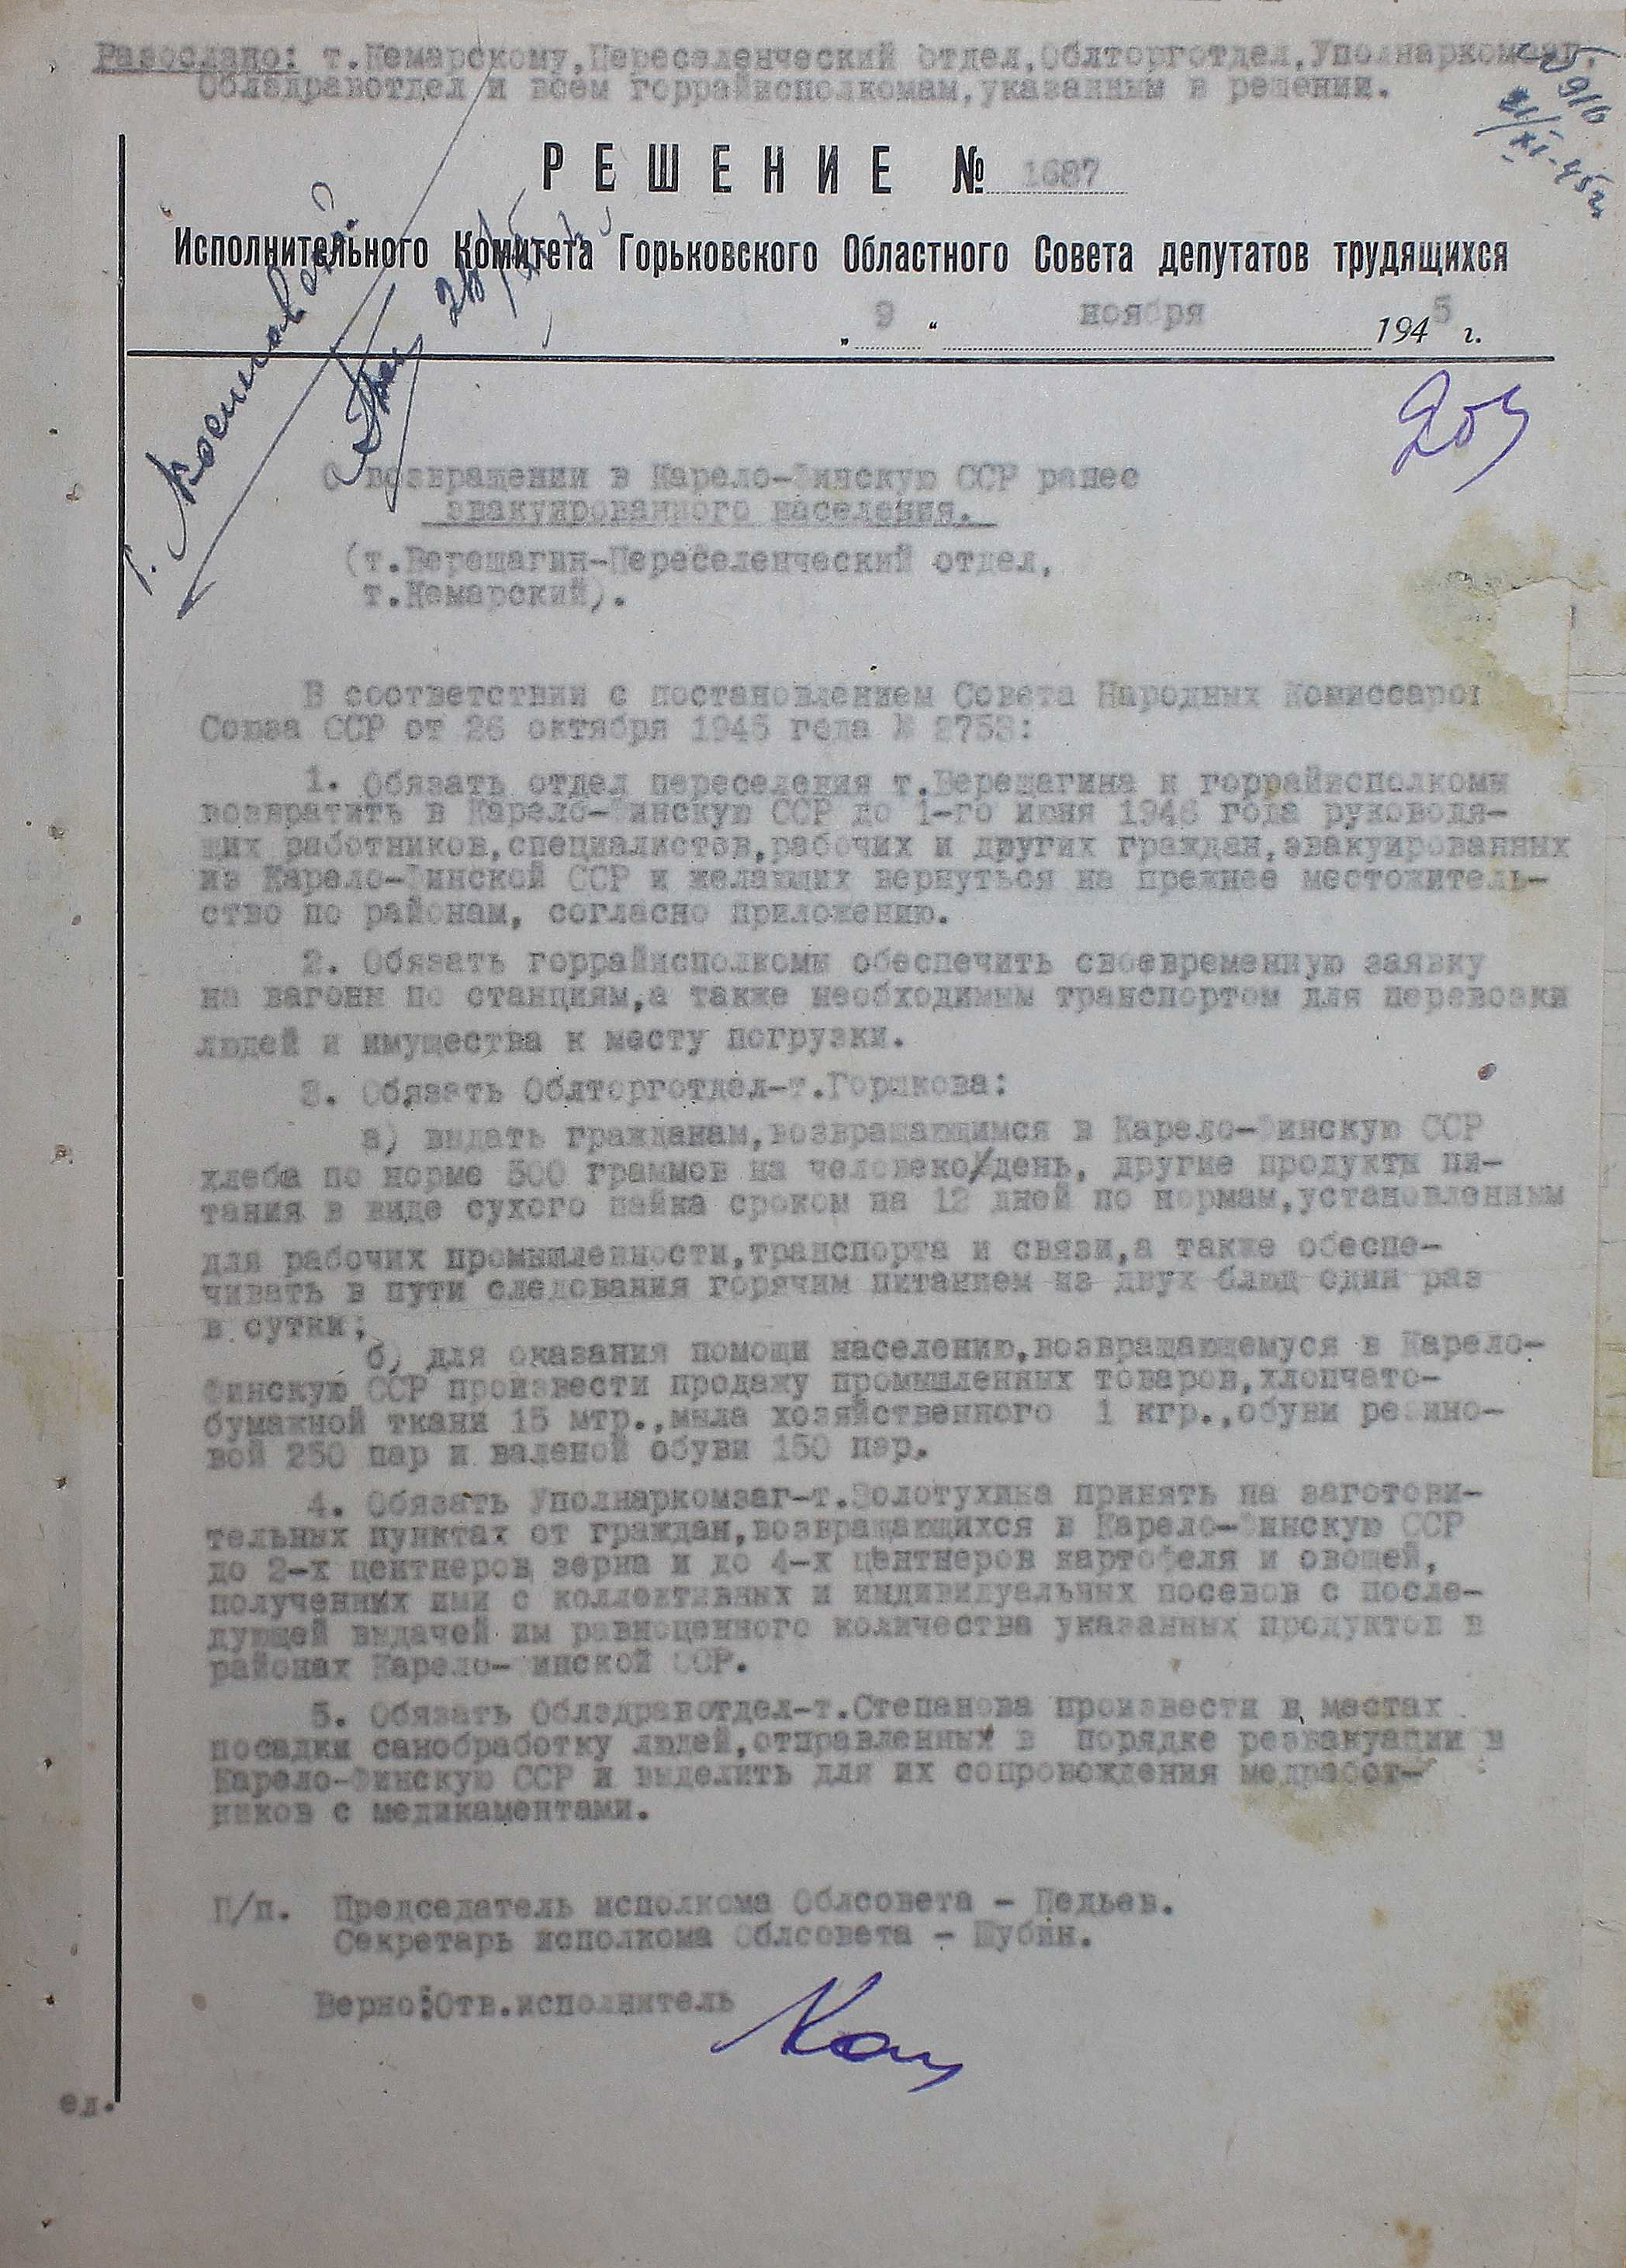 Разослано: т.Немарскому,Переселенческий отдел,Облторготдел,Уполнаркомзаг,
Облздравотдел и всем горрайисполкомам,указанным в решении.
РЕШЕНИЕ № 1687
Исполнительного Комитета Горьковского Областного Совета депутатов трудящихся
„ 9 “ ноября 1945 г.
О возвращении в Карело-Финскую ССР ранее
эвакуированного населения.
(т.Верещагин-Переселенческий отдел,
т.Немарский).
В соответствии с постановлением Совета Народных Комиссаров
Союза ССР от 26 октября 1945 года № 2753:
1. Обязать отдел переселения т.Верещагина и горрайисполкомы
возвратить в Карело-Финскую ССР до 1-го июня 1946 года руководя-
щих работников,специалистов,рабочих и других граждан,эвакуированных
из Карело-Финской ССР и желающих вернуться на прежнее местожитель-
ство по районам, согласно приложению.
2. Обязать горрайисполкомы обеспечить своевременную заявку
на вагоны по станциям,а также необходимым транспортом для перевозки
людей и имущества к месту погрузки.
3. Обязать Облторготдел-т.Горшкова:
а) выдать гражданам,возвращающимся в Карело-Финскую ССР
хлеба по норме 500 граммов на человеко/день, другие продукты пи-
тания в виде сухого пайка сроком на 12 дней по нормам,установленным
для рабочих промышленности,транспорта и связи,а также обеспе-
чивать в пути следования горячим питанием из двух блюд один раз
в сутки;
б) для оказания помощи населению,возвращающемуся в Карело-
Финскую ССР произвести продажу промышленных товаров,хлопчато-
бумажной ткани 15 мтр.,мыла хозяйственного 1 кгр.,обуви резино-
вой 250 пар и валеной обуви 150 пар.
4. Обязать Уполнаркомзаг-т.Золотухина принять на заготови-
тельных пунктах от граждан,возвращающихся в Карело-Финскую ССР
до 2-х центнеров зерна и до 4-х центнеров картофеля и овощей,
полученных ими с коллективных и индивидуальных посевов с после-
дующей выдачей им равноценного количества указанных продуктов в
районах Карело-Финской ССР.
5. Обязать Облздравотдел-т.Степанова произвести в местах
посадки санобработку людей,отправленных в порядке реэвакуации в
Карело-Финскую ССР и выделить для их сопровождения медработ-
ников с медикаментами.
П/п. Председатель исполкома Облсовета - Педьев.
Секретарь исполкома Облсовета - Шубин.
Верно:Отв.исполнитель
ед.